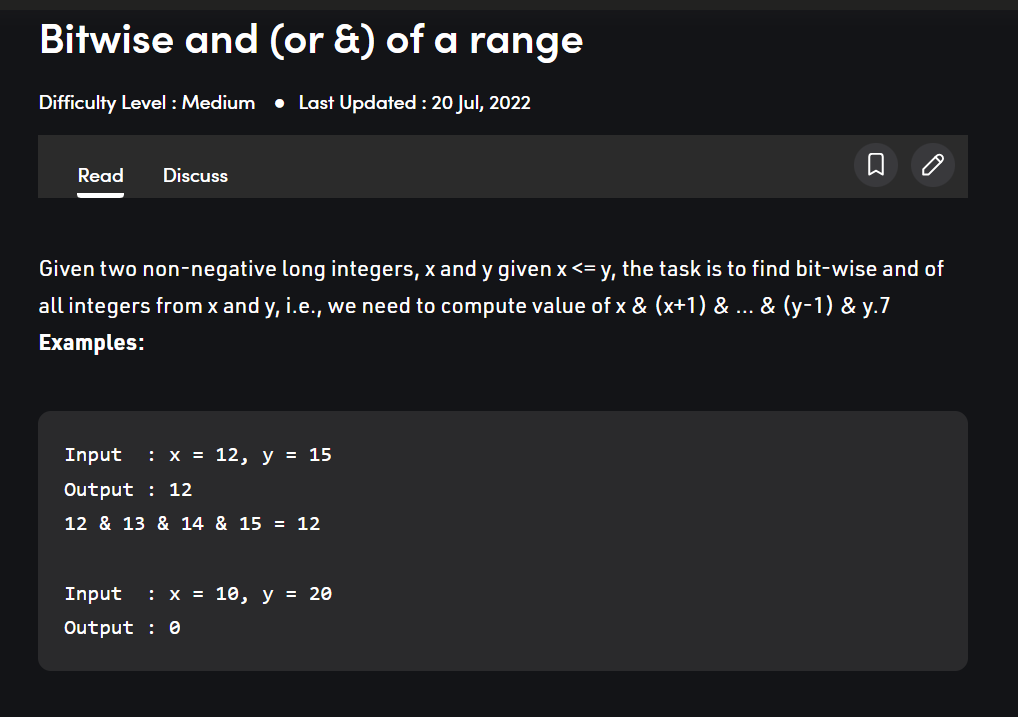 Bitwise and (or &) of a range
Difficulty Level : Medium ● Last Updated : 20 Jul, 2022
Read Discuss
Given two non-negative long integers, x and y given x <= y, the task is to find bit-wise and of
all integers from x and y, i.e., we need to compute value of x & (x+1) & ... & (y-1) & y.7
Examples:
Input  : x = 12, y = 15
Output : 12
12 & 13 & 14 & 15 = 12
Input  : x = 10, y = 20
Output : 0